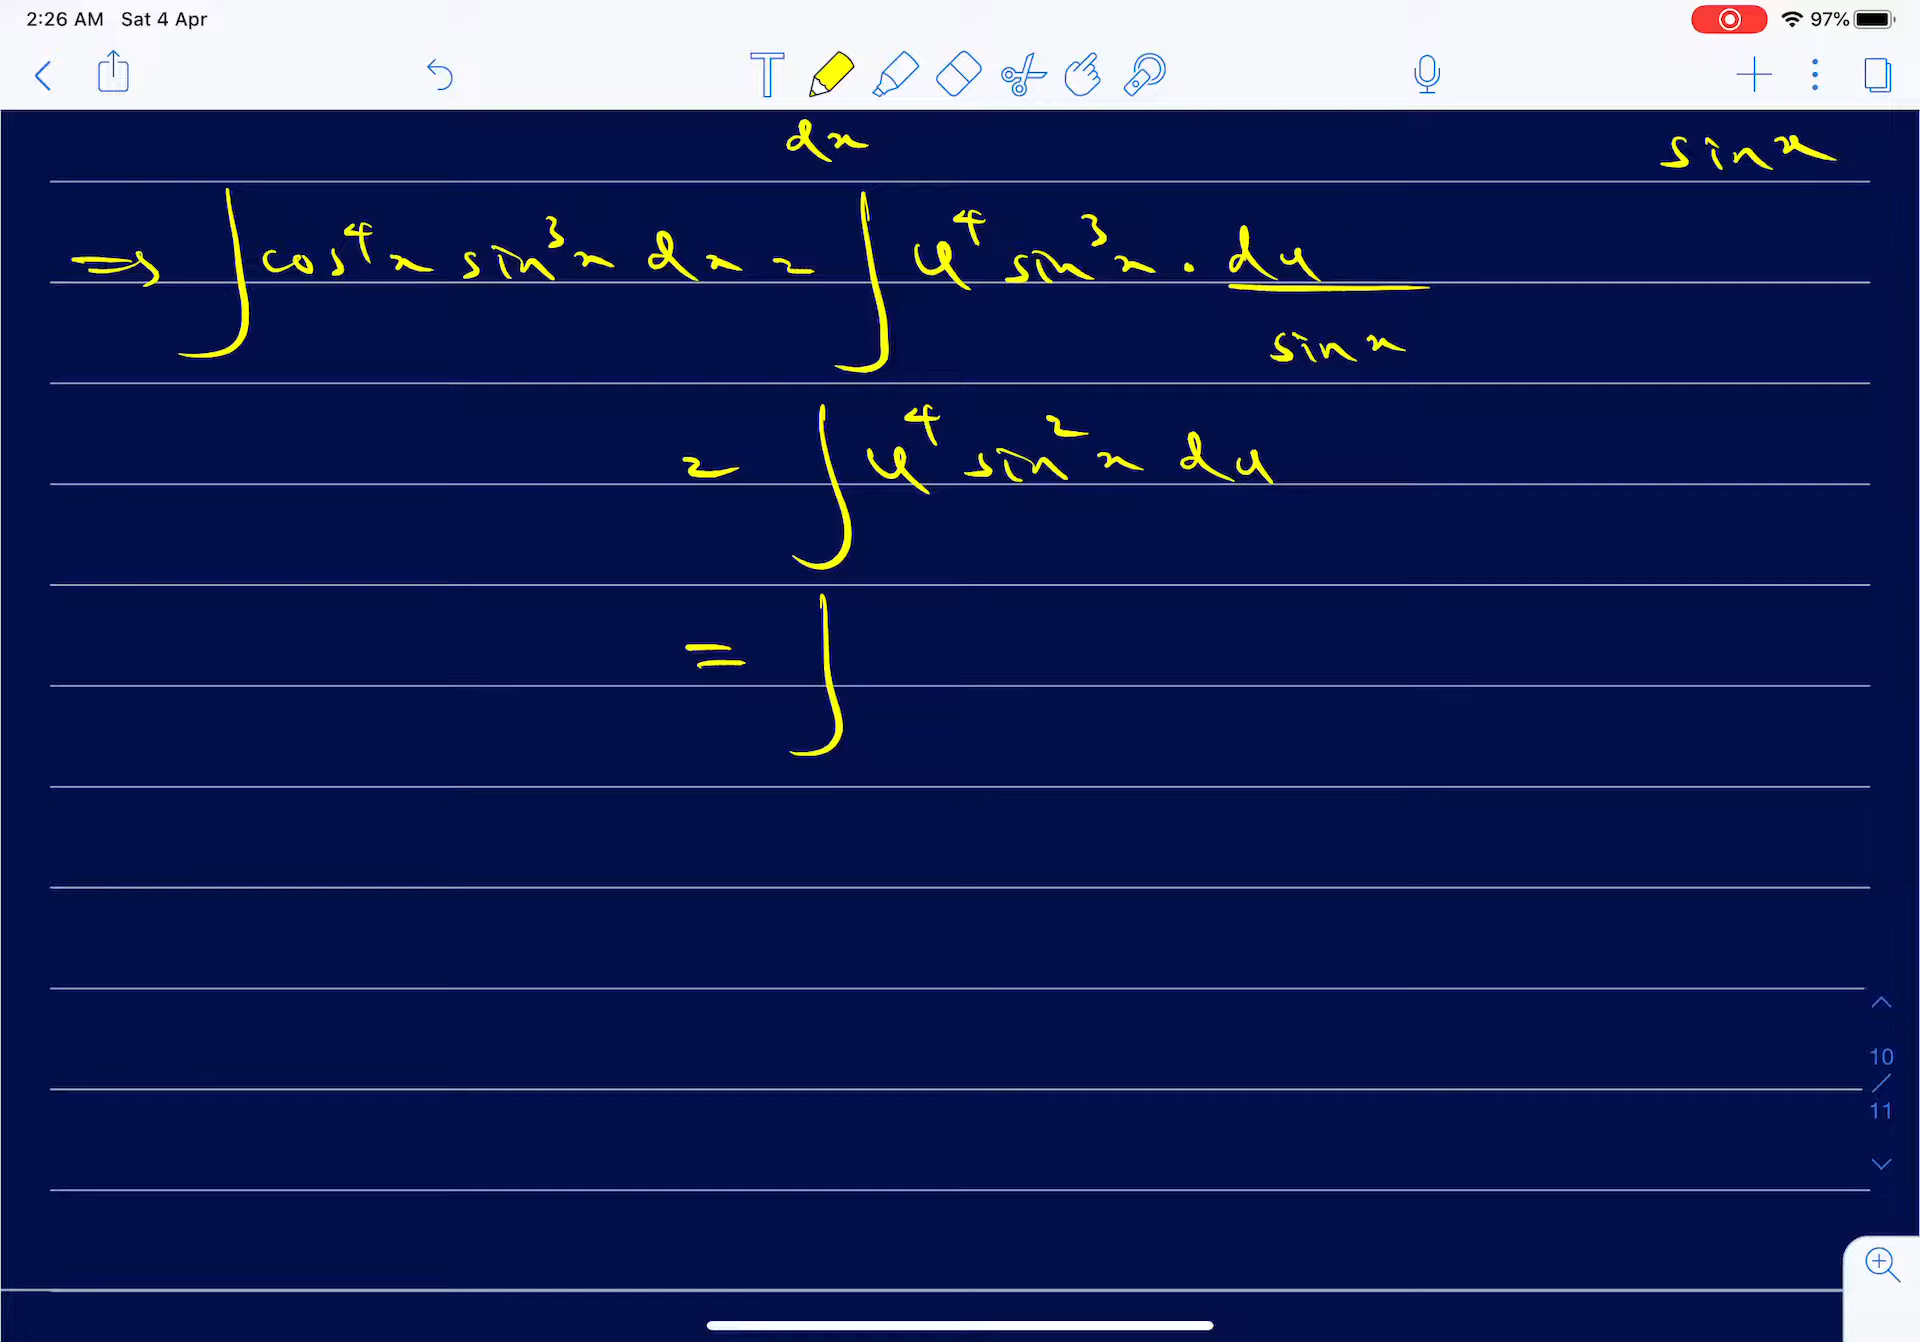 2:26 AM Sat 4 Apr 97%
dx sinx
⇒ ∫ cos⁴x sin³x dx = ∫ u⁴ sin³x · du
sinx
= ∫ u⁴ sin²x du
= ∫
10
/
11